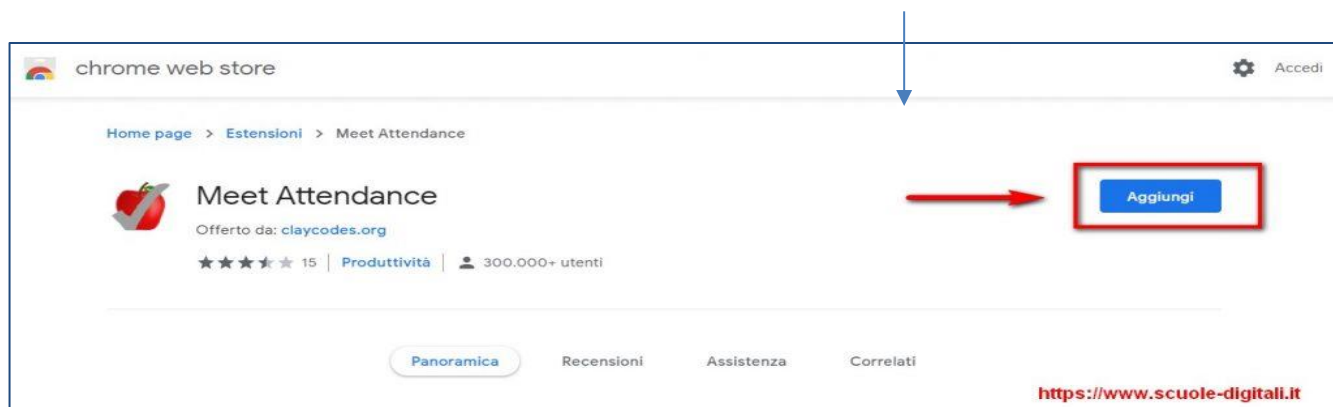 chrome web store
Accedi
Home page > Estensioni > Meet Attendance
Meet Attendance
Aggiungi
Offerto da: claycodes.org
15 | Produttività | 300.000+ utenti
Panoramica Recensioni Assistenza Correlati
https://www.scuole-digitali.it